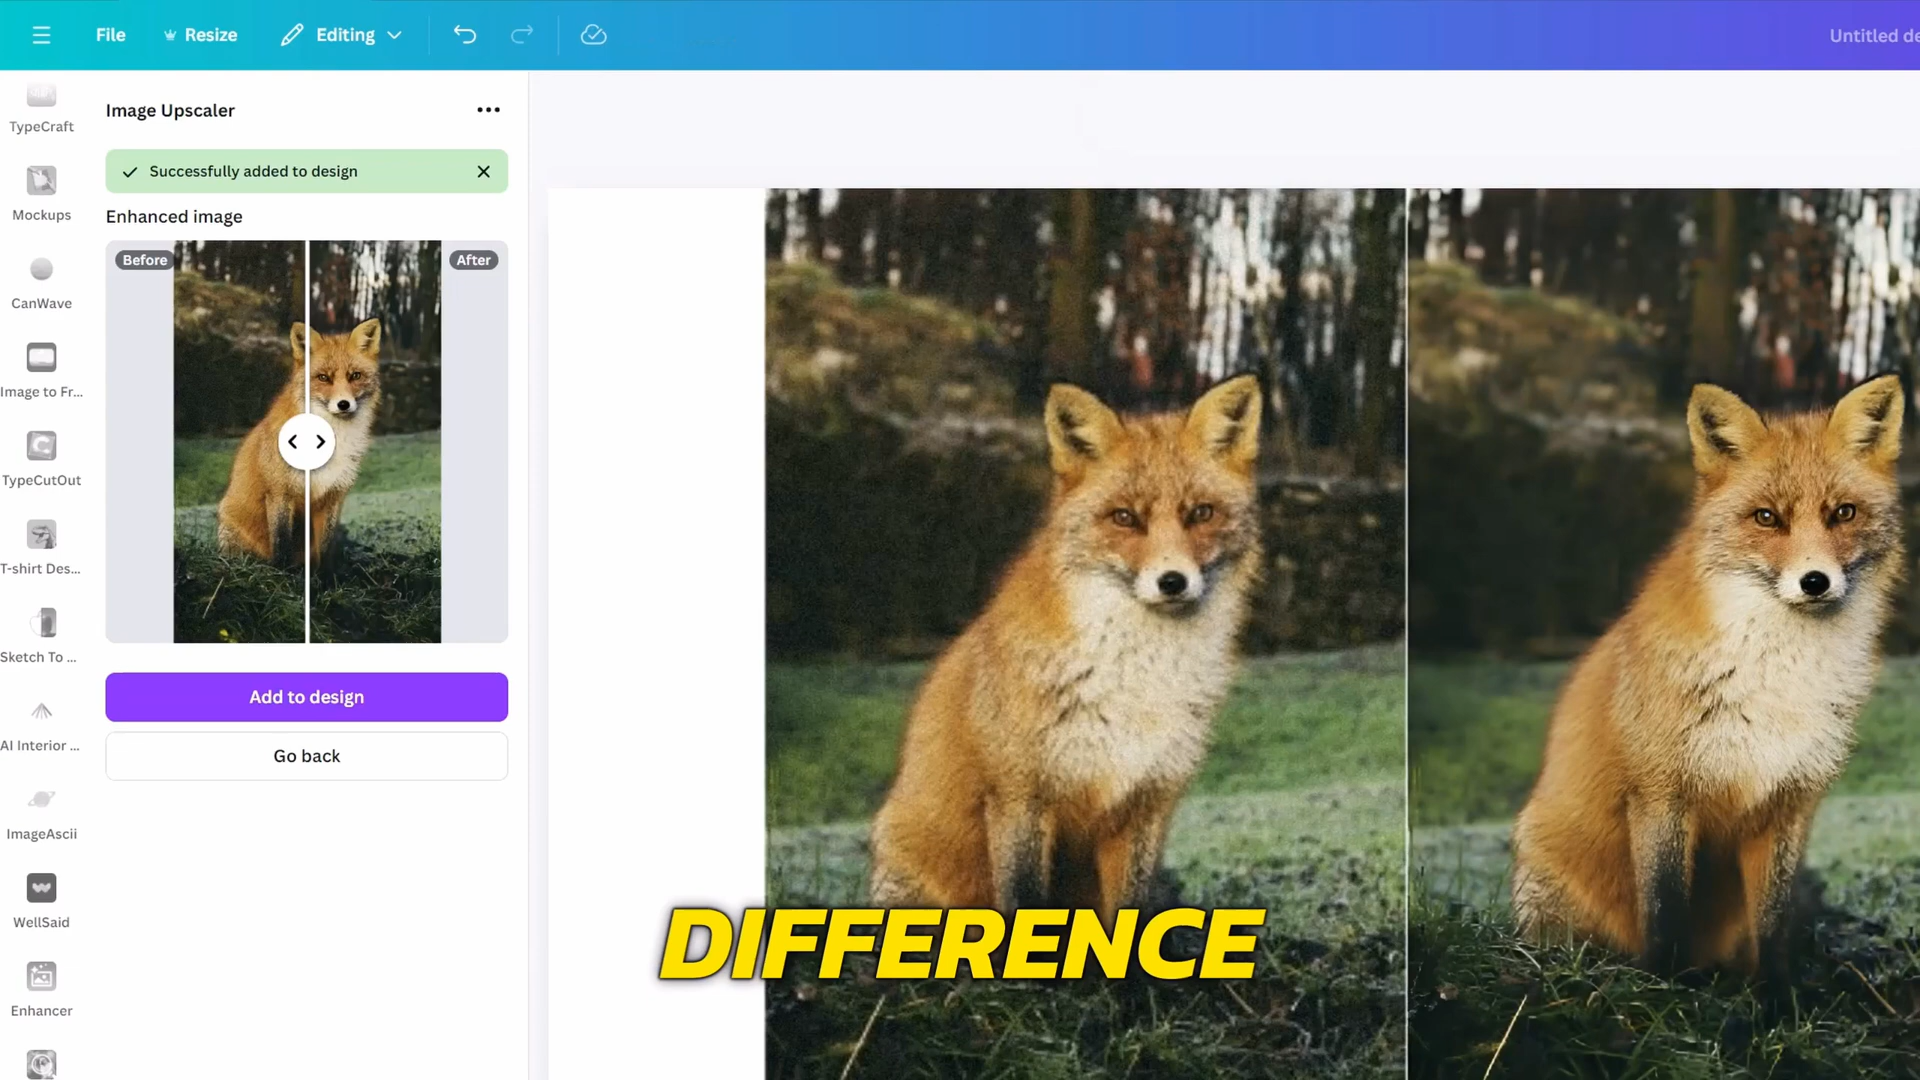 File
Resize
Editing
Untitled de
TypeCraft
Mockups
CanWave
Image to Fr...
TypeCutOut
T-shirt Des...
Sketch To ...
AI Interior ...
ImageAscii
WellSaid
Enhancer
Image Upscaler
Successfully added to design
Enhanced image
Before
After
Add to design
Go back
DIFFERENCE